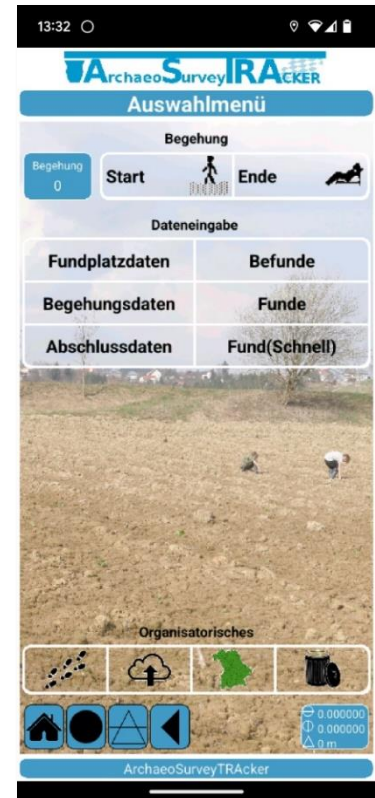 13:32
ArchaeoSurveyTRAcker
Auswahlmenü
Begehung
Begehung
0
Start
Ende
Dateneingabe
Fundplatzdaten
Befunde
Begehungsdaten
Funde
Abschlussdaten
Fund(Schnell)
Organisatorisches
0.000000
0.000000
0 m
ArchaeoSurveyTRAcker